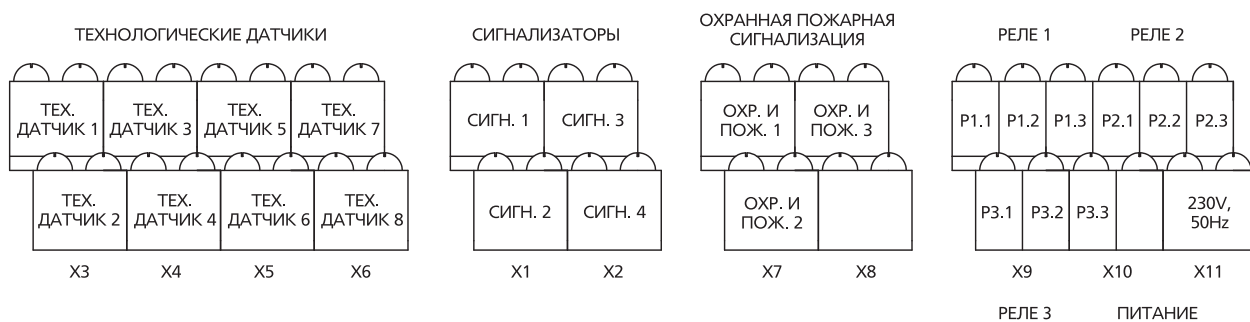 ТЕХНОЛОГИЧЕСКИЕ ДАТЧИКИ
ТЕХ. ДАТЧИК 1
ТЕХ. ДАТЧИК 3
ТЕХ. ДАТЧИК 5
ТЕХ. ДАТЧИК 7
ТЕХ. ДАТЧИК 2
ТЕХ. ДАТЧИК 4
ТЕХ. ДАТЧИК 6
ТЕХ. ДАТЧИК 8
X3
X4
X5
X6
СИГНАЛИЗАТОРЫ
СИГН. 1
СИГН. 3
СИГН. 2
СИГН. 4
X1
X2
ОХРАННАЯ ПОЖАРНАЯ
СИГНАЛИЗАЦИЯ
ОХР. И
ПОЖ. 1
ОХР. И
ПОЖ. 3
ОХР. И
ПОЖ. 2
X7
X8
РЕЛЕ 1
РЕЛЕ 2
P1.1
P1.2
P1.3
P2.1
P2.2
P2.3
P3.1
P3.2
P3.3
230V,
50Hz
X9
X10
X11
РЕЛЕ 3
ПИТАНИЕ